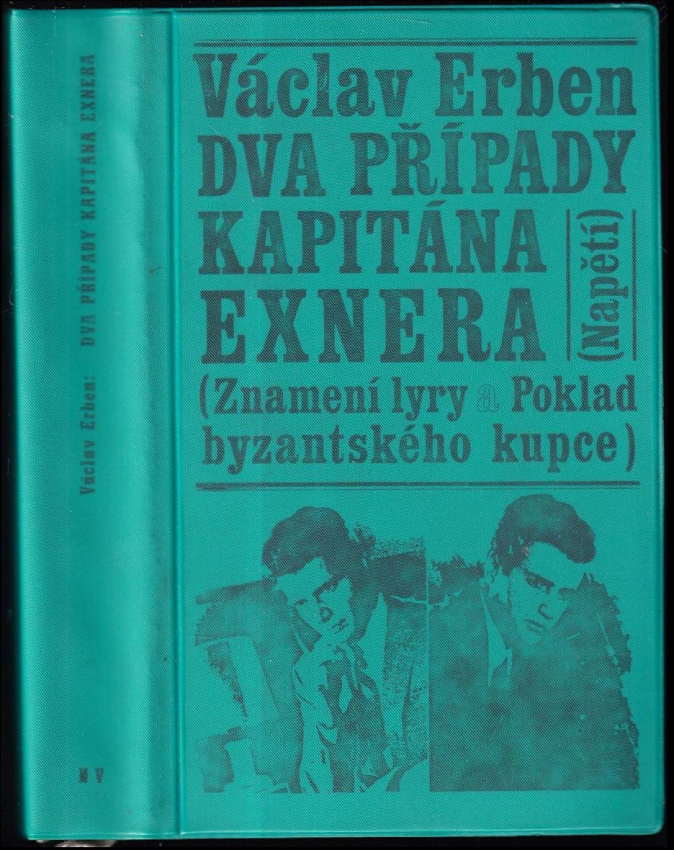 Václav Erben: DVA PŘÍPADY KAPITÁNA EXNERA
N V
Václav Erben
DVA PŘÍPADY
KAPITÁNA
EXNERA
(Napětí)
(Znamení lyry a Poklad
byzantského kupce)